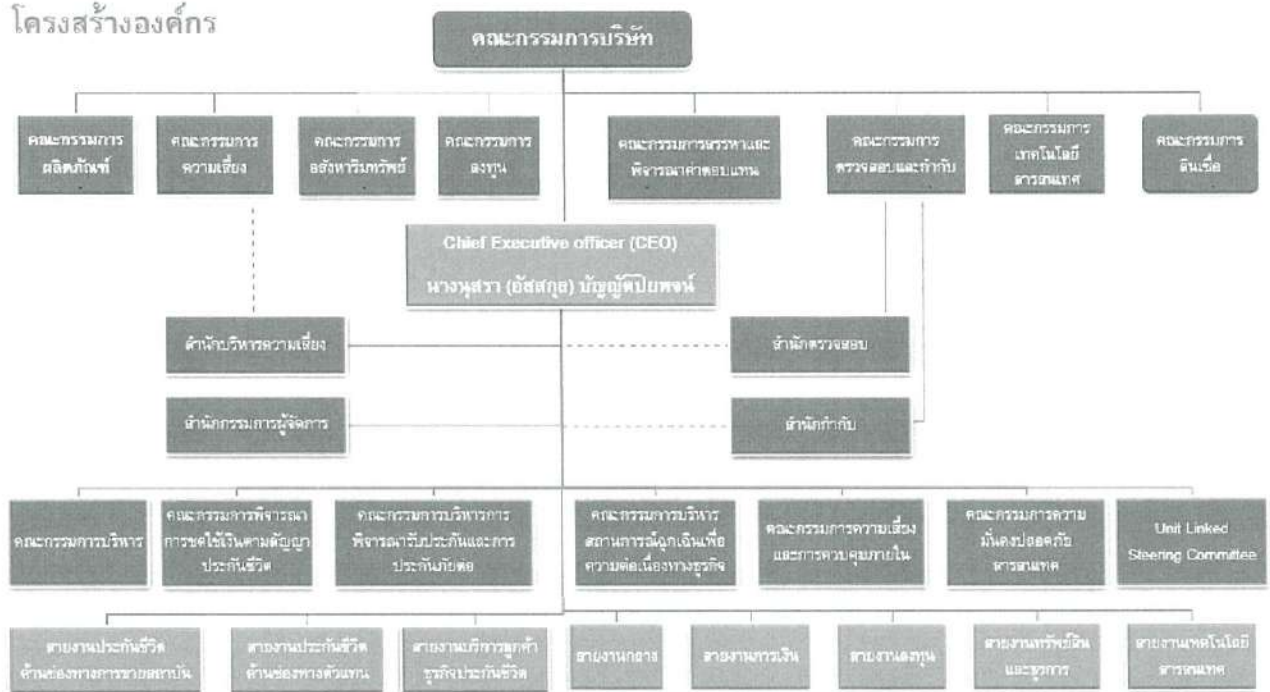 โครงสร้างองค์กร
คณะกรรมการบริษัท
คณะกรรมการ
ผลิตภัณฑ์
คณะกรรมการ
ความเสี่ยง
คณะกรรมการ
อสังหาริมทรัพย์
คณะกรรมการ
ลงทุน
คณะกรรมการสรรหาและ
พิจารณาค่าตอบแทน
คณะกรรมการ
ตรวจสอบและกำกับ
คณะกรรมการ
เทคโนโลยี
สารสนเทศ
คณะกรรมการ
สินเชื่อ
Chief Executive officer (CEO)
นางนุสรา (อัสสกุล) บัญญัติปิยพจน์
สำนักบริหารความเสี่ยง
สำนักตรวจสอบ
สำนักกรรมการผู้จัดการ
สำนักกำกับ
คณะกรรมการบริหาร
คณะกรรมการพิจารณา
การชดใช้เงินตามสัญญา
ประกันชีวิต
คณะกรรมการบริหารการ
พิจารณารับประกันและการ
ประกันภัยต่อ
คณะกรรมการบริหาร
สถานการณ์ฉุกเฉินเพื่อ
ความต่อเนื่องทางธุรกิจ
คณะกรรมการความเสี่ยง
และการควบคุมภายใน
คณะกรรมการความ
มั่นคงปลอดภัย
สารสนเทศ
Unit Linked
Steering Committee
สายงานประกันชีวิต
ด้านช่องทางการขายสถาบัน
สายงานประกันชีวิต
ด้านช่องทางตัวแทน
สายงานบริการลูกค้า
ธุรกิจประกันชีวิต
สายงานกลาง
สายงานการเงิน
สายงานลงทุน
สายงานทรัพย์สิน
และธุรการ
สายงานเทคโนโลยี
สารสนเทศ